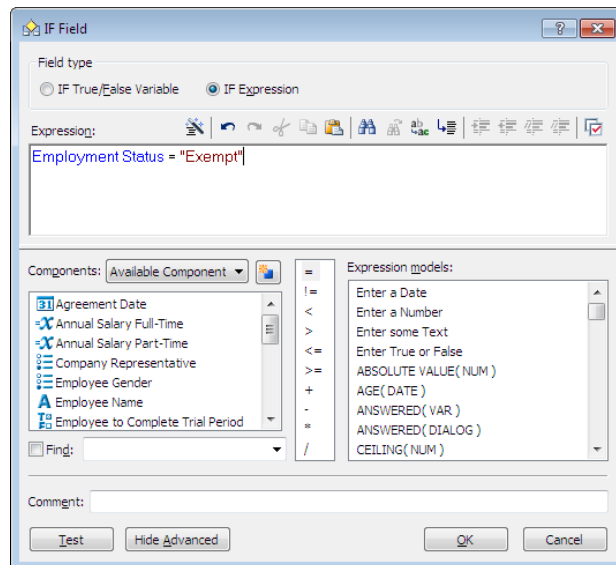 IF Field
Field type
IF True/False Variable IF Expression
Expression:
ab
ac
Employment Status = "Exempt"
Components: Available Component = Expression models:
!= Enter a Date
31 Agreement Date < Enter a Number
=X Annual Salary Full-Time > Enter some Text
=X Annual Salary Part-Time <= Enter True or False
Company Representative >= ABSOLUTE VALUE( NUM )
Employee Gender + AGE( DATE )
A Employee Name - ANSWERED( VAR )
Employee to Complete Trial Period * ANSWERED( DIALOG )
Find: / CEILING( NUM )
Comment:
Test Hide Advanced OK Cancel